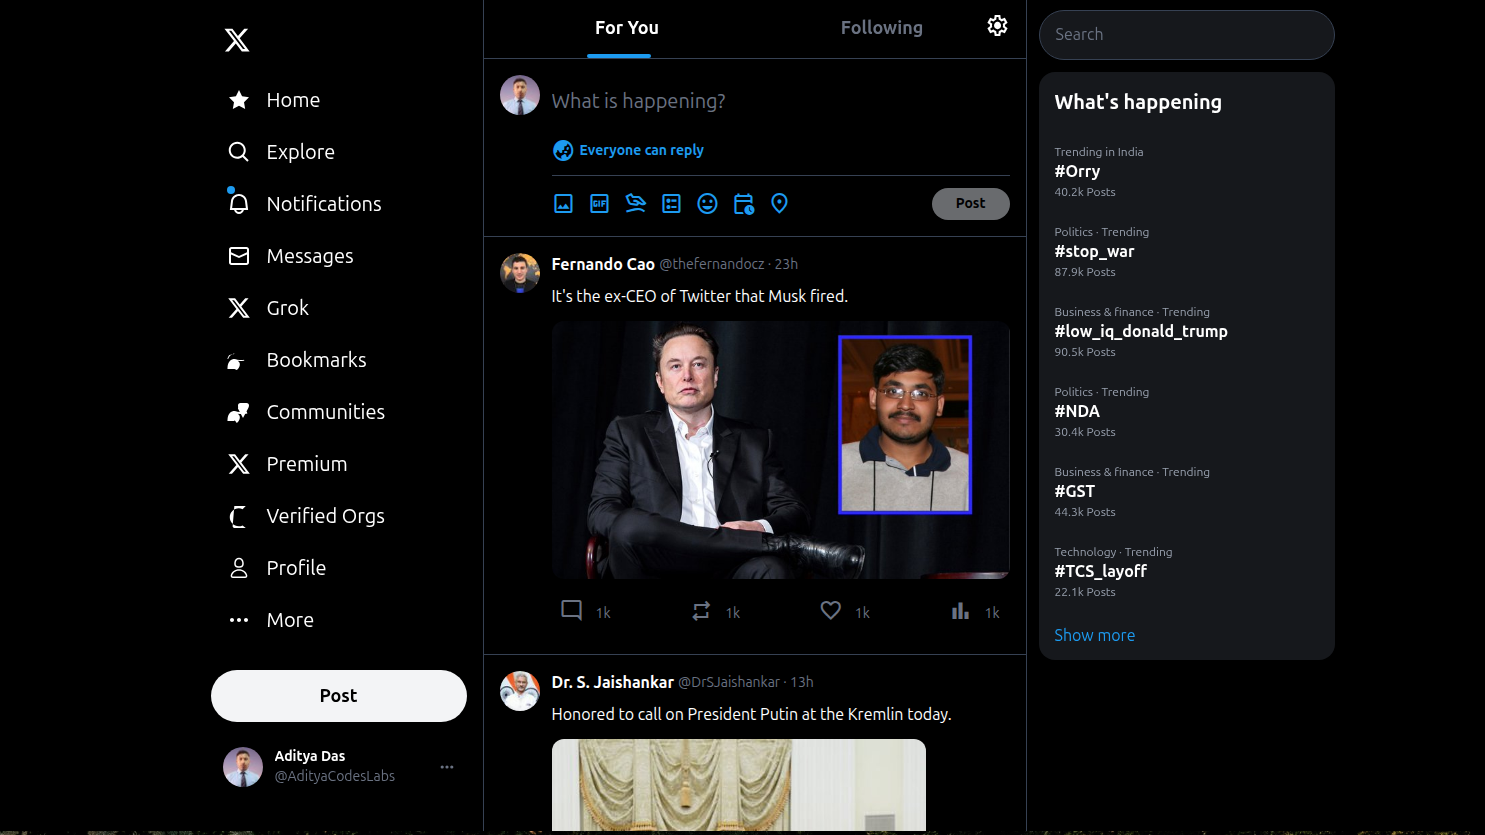 Home
Explore
Notifications
Messages
Grok
Bookmarks
Communities
Premium
Verified Orgs
Profile
More
Post
Aditya Das
@AdityaCodesLabs
For You
Following
What is happening?
Everyone can reply
GIF
Post
Fernando Cao @thefernandocz · 23h
It's the ex-CEO of Twitter that Musk fired.
1k 1k 1k 1k
Dr. S. Jaishankar @DrSJaishankar · 13h
Honored to call on President Putin at the Kremlin today.
Search
What's happening
Trending in India
#Orry
40.2k Posts
Politics · Trending
#stop_war
87.9k Posts
Business & finance · Trending
#low_iq_donald_trump
90.5k Posts
Politics · Trending
#NDA
30.4k Posts
Business & finance · Trending
#GST
44.3k Posts
Technology · Trending
#TCS_layoff
22.1k Posts
Show more